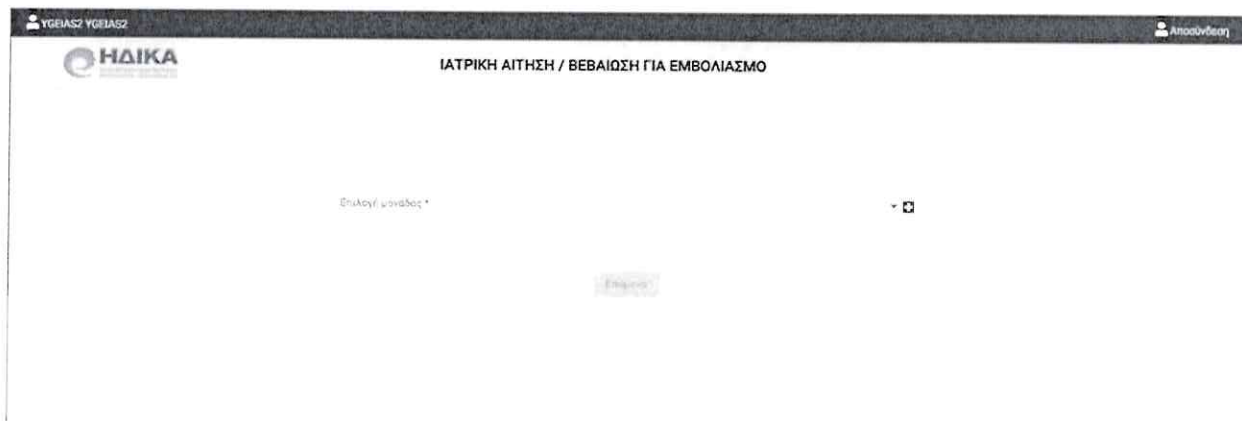 YGEIAS2 YGEIAS2
Αποσύνδεση
ΗΔΙΚΑ
ΙΑΤΡΙΚΗ ΑΙΤΗΣΗ / ΒΕΒΑΙΩΣΗ ΓΙΑ ΕΜΒΟΛΙΑΣΜΟ
Επιλογή μονάδας *
Επόμενο